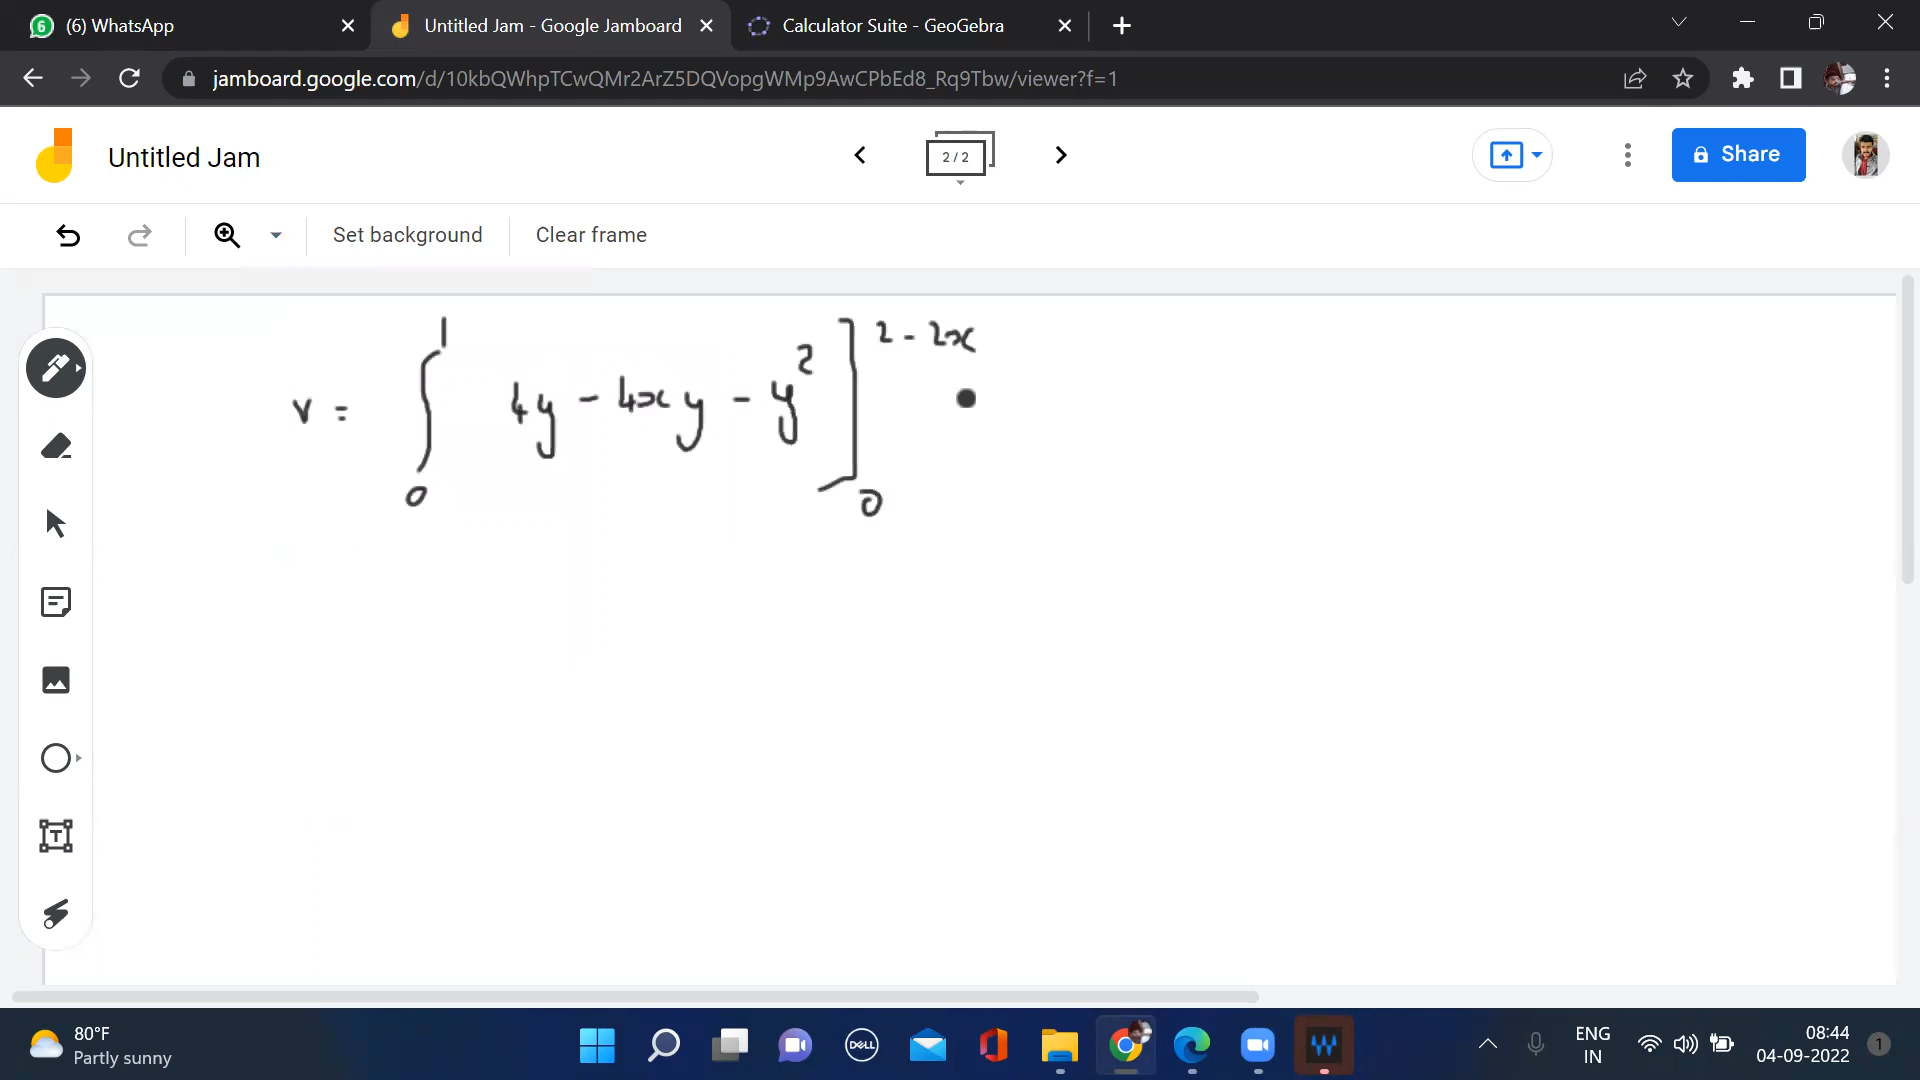 (6) WhatsApp
Untitled Jam - Google Jamboard
Calculator Suite - GeoGebra
jamboard.google.com/d/10kbQWhpTCwQMr2ArZ5DQVopgWMp9AwCPbEd8_Rq9Tbw/viewer?f=1
Untitled Jam
2 / 2
Share
Set background
Clear frame
v = ∫₀¹ 4y - 4xy - y² ]₀^(2 - 2x)
80°F
Partly sunny
DELL
ENG
IN
08:44
04-09-2022
1